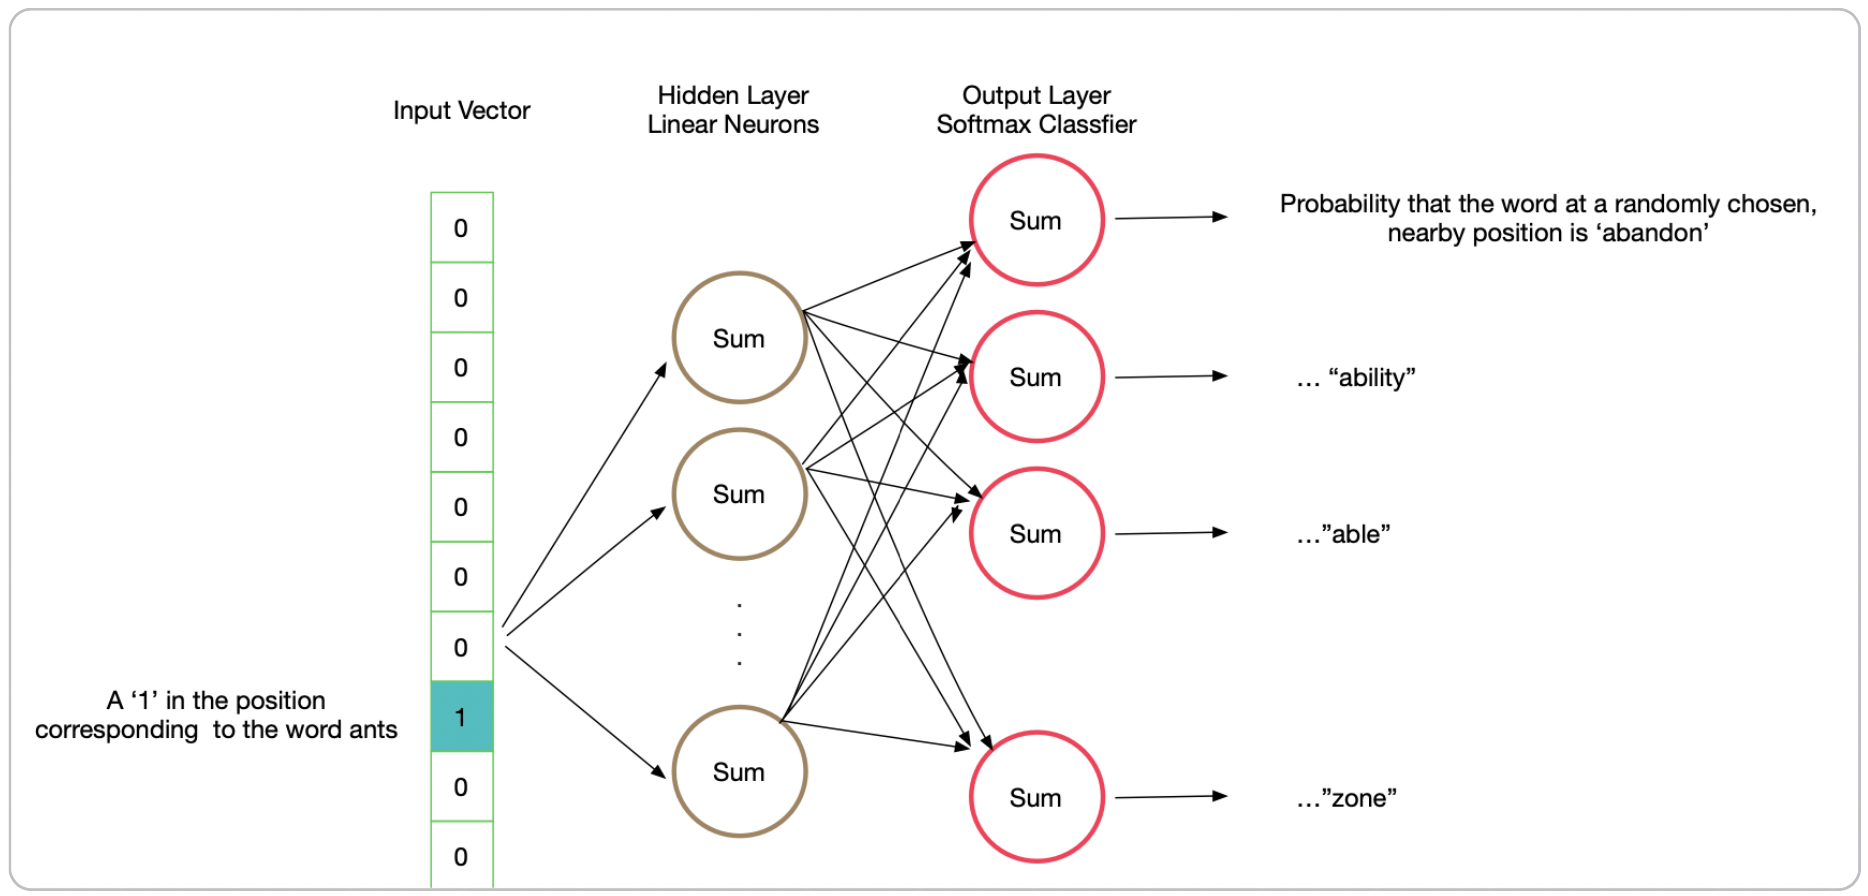 Input Vector
Hidden Layer
Linear Neurons
Output Layer
Softmax Classfier
0
0
0
0
0
0
0
1
0
0
A ‘1’ in the position
corresponding  to the word ants
Sum
Sum
.
.
.
Sum
Sum
Sum
Sum
Sum
Probability that the word at a randomly chosen,
nearby position is ‘abandon’
... “ability”
...”able”
...”zone”